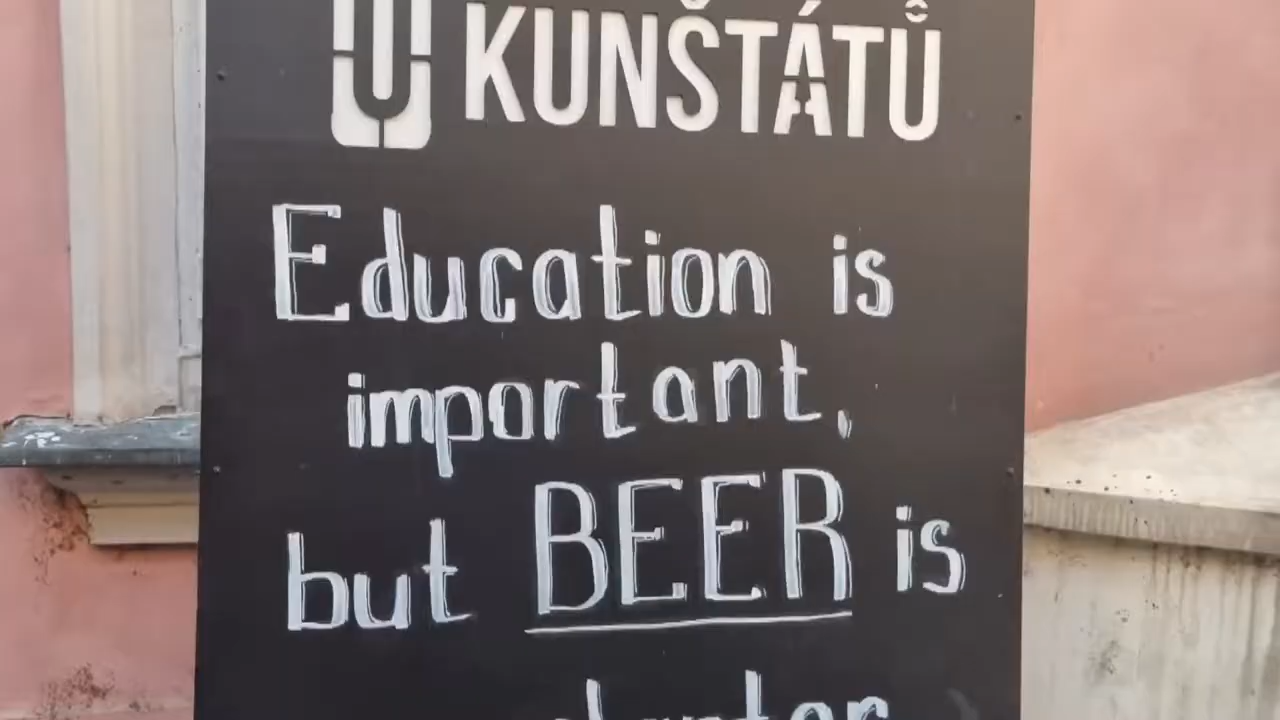 U KUNŠTÁTŮ
Education is
important,
but BEER is